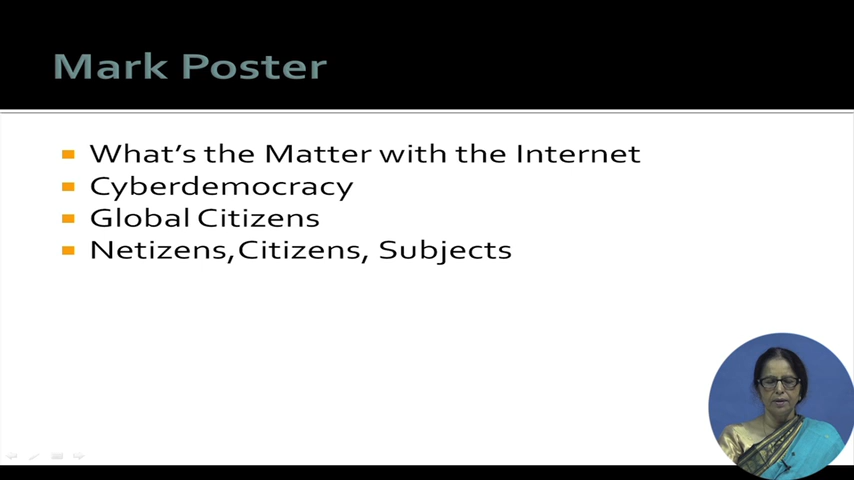 Mark Poster
What's the Matter with the Internet
Cyberdemocracy
Global Citizens
Netizens,Citizens, Subjects